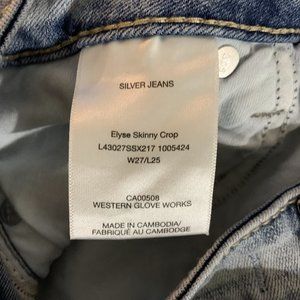 SILVER JEANS
Elyse Skinny Crop
L43027SSX217 1005424
W27/L25
CA00508
WESTERN GLOVE WORKS
MADE IN CAMBODIA/
FABRIQUÉ AU CAMBODGE